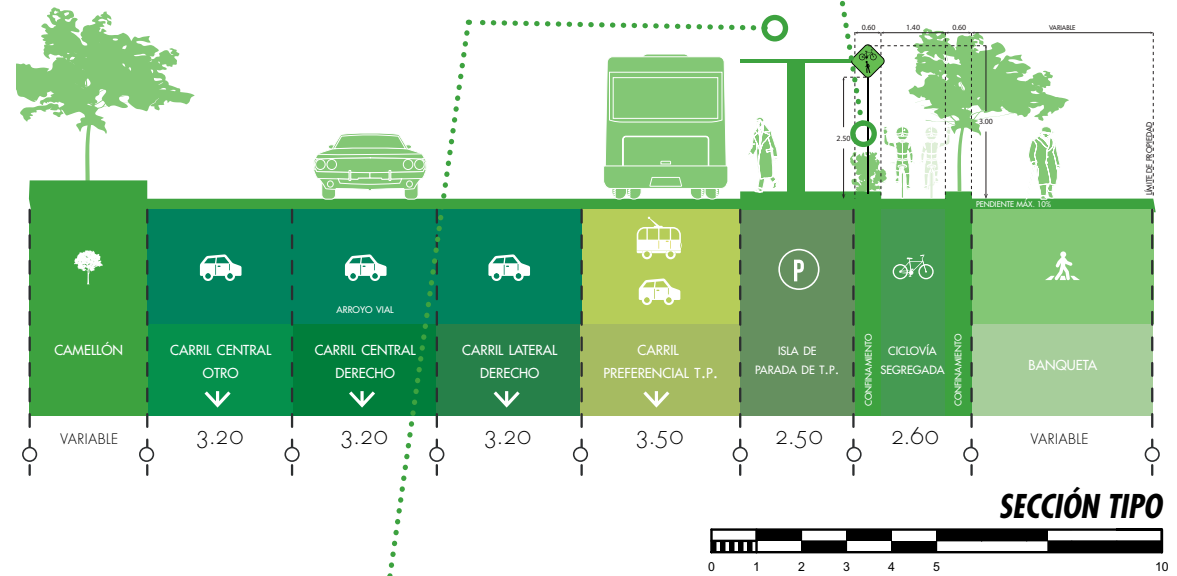 0.60
1.40
0.60
VARIABLE
2.50
3.00
LÍMITE DE PROPIEDAD
PENDIENTE MÁX. 10%
P
ARROYO VIAL
CAMELLÓN
CARRIL CENTRAL
OTRO
CARRIL CENTRAL
DERECHO
CARRIL LATERAL
DERECHO
CARRIL
PREFERENCIAL T.P.
ISLA DE
PARADA DE T.P.
CONFINAMIENTO
CICLOVÍA
SEGREGADA
CONFINAMIENTO
BANQUETA
VARIABLE
3.20
3.20
3.20
3.50
2.50
2.60
VARIABLE
SECCIÓN TIPO
0 1 2 3 4 5 10